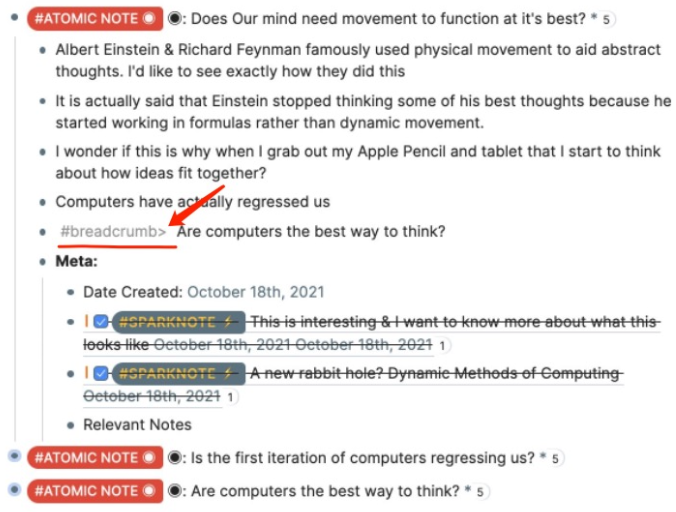 #ATOMIC NOTE ◉ ◉: Does Our mind need movement to function at it's best? * 5
Albert Einstein & Richard Feynman famously used physical movement to aid abstract
thoughts. I'd like to see exactly how they did this
It is actually said that Einstein stopped thinking some of his best thoughts because he
started working in formulas rather than dynamic movement.
I wonder if this is why when I grab out my Apple Pencil and tablet that I start to think
about how ideas fit together?
Computers have actually regressed us
#breadcrumb> Are computers the best way to think?
Meta:
Date Created: October 18th, 2021
#SPARKNOTE ⚡ This is interesting & I want to know more about what this
looks like October 18th, 2021 October 18th, 2021 1
#SPARKNOTE ⚡ A new rabbit hole? Dynamic Methods of Computing
October 18th, 2021 1
Relevant Notes
#ATOMIC NOTE ◉ ◉: Is the first iteration of computers regressing us? * 5
#ATOMIC NOTE ◉ ◉: Are computers the best way to think? * 5